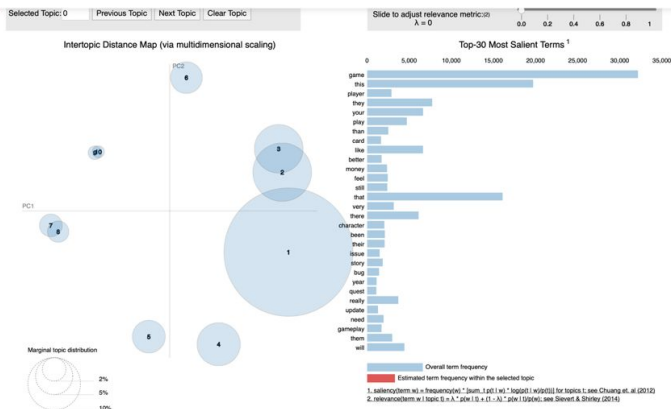 Selected Topic: 0 Previous Topic Next Topic Clear Topic
Slide to adjust relevance metric:(2)
λ = 0
0.0 0.2 0.4 0.6 0.8 1
Intertopic Distance Map (via multidimensional scaling)
PC2
PC1
6
3
2
1
7
8
5
4
Marginal topic distribution
2%
5%
10%
Top-30 Most Salient Terms 1
0 5,000 10,000 15,000 20,000 25,000 30,000 35,000
game
this
player
they
your
play
than
card
like
better
money
feel
still
that
very
there
character
been
their
issue
story
bug
year
quest
really
update
need
gameplay
them
will
Overall term frequency
Estimated term frequency within the selected topic
1. saliency(term w) = frequency(w) * [sum_t p(t | w) * log(p(t | w)/p(t))] for topics t; see Chuang et. al (2012)
2. relevance(term w | topic t) = λ * p(w | t) + (1 - λ) * p(w | t)/p(w); see Sievert & Shirley (2014)